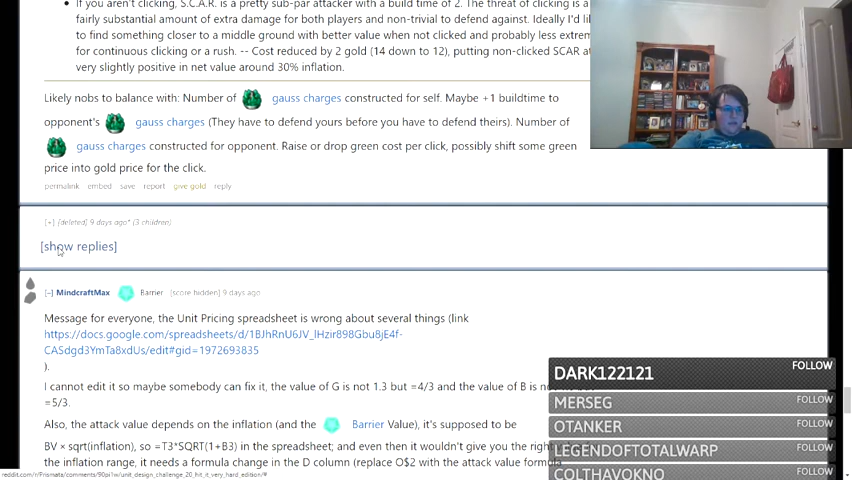 If you aren't clicking, S.C.A.R. is a pretty sub-par attacker with a build time of 2. The threat of clicking is a
fairly substantial amount of extra damage for both players and non-trivial to defend against. Ideally I'd li
to find something closer to a middle ground with better value when not clicked and probably less extrem
for continuous clicking or a rush. -- Cost reduced by 2 gold (14 down to 12), putting non-clicked SCAR at
very slightly positive in net value around 30% inflation.
Likely nobs to balance with: Number of gauss charges constructed for self. Maybe +1 buildtime to
opponent's gauss charges (They have to defend yours before you have to defend theirs). Number of
gauss charges constructed for opponent. Raise or drop green cost per click, possibly shift some green
price into gold price for the click.
permalink embed save report give gold reply
[+] [deleted] 9 days ago* (3 children)
[show replies]
[–] MindcraftMax Barrier [score hidden] 9 days ago
Message for everyone, the Unit Pricing spreadsheet is wrong about several things (link
https://docs.google.com/spreadsheets/d/1BJhRnU6JV_lHzir898Gbu8jE4f-
CASdgd3YmTa8xdUs/edit#gid=1972693835
).
I cannot edit it so maybe somebody can fix it, the value of G is not 1.3 but =4/3 and the value of B is
=5/3.
Also, the attack value depends on the inflation (and the Barrier Value), it's supposed to be
BV × sqrt(inflation), so =T3*SQRT(1+B3) in the spreadsheet; and even then it wouldn't give you the
the inflation range, it needs a formula change in the D column (replace O$2 with the attack value formula
reddit.com/r/Prismata/comments/90pi1w/unit_design_challenge_20_hit_it_very_hard_edition/#
DARK122121 FOLLOW
MERSEG FOLLOW
OTANKER FOLLOW
LEGENDOFTOTALWARP FOLLOW
COLTHAVOKNO FOLLOW